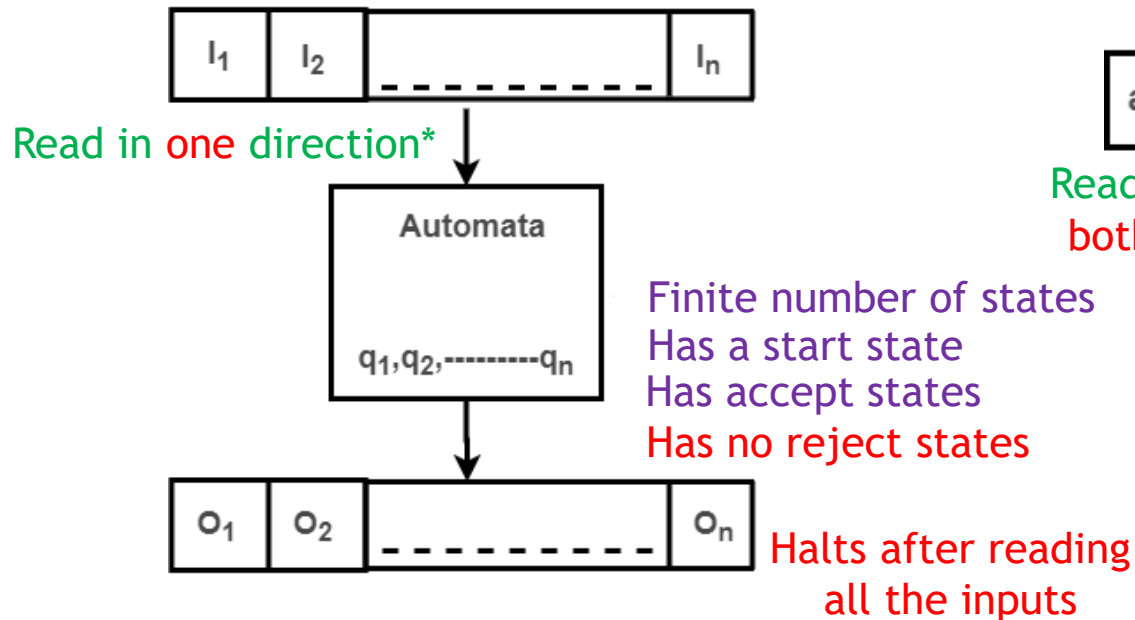 I₁ I₂ Iₙ
Read in one direction*
Automata
q₁,q₂,---------qₙ
Finite number of states
Has a start state
Has accept states
Has no reject states
O₁ O₂ Oₙ
Halts after reading
all the inputs